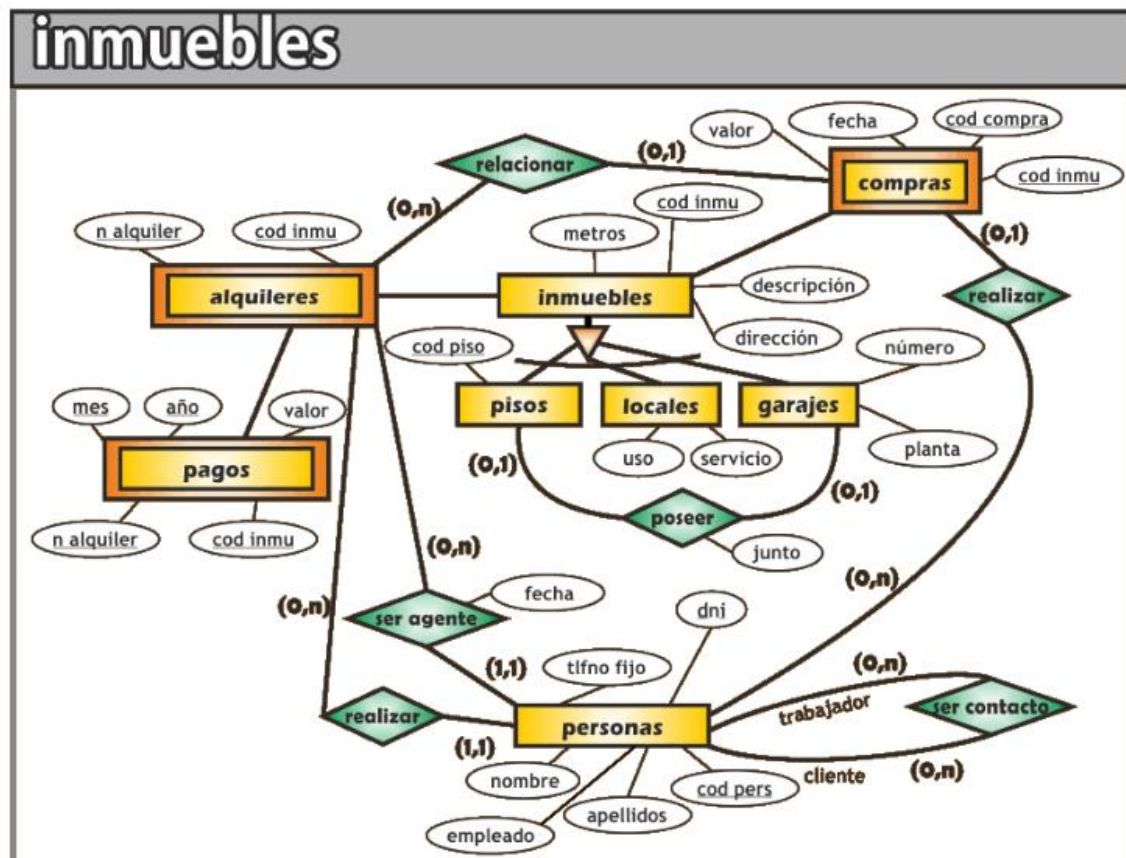 inmuebles
valor
fecha
cod compra
relacionar
(0,1)
compras
cod inmu
cod inmu
(0,n)
(0,1)
n alquiler
cod inmu
metros
alquileres
inmuebles
descripción
realizar
dirección
cod piso
número
mes
año
valor
pisos
locales
garajes
pagos
(0,1)
uso
servicio
planta
(0,1)
poseer
n alquiler
cod inmu
junto
(0,n)
(0,n)
(0,n)
fecha
dni
ser agente
(1,1)
tlfno fijo
(0,n)
realizar
personas
trabajador
ser contacto
(1,1)
nombre
cod pers
cliente
(0,n)
apellidos
empleado